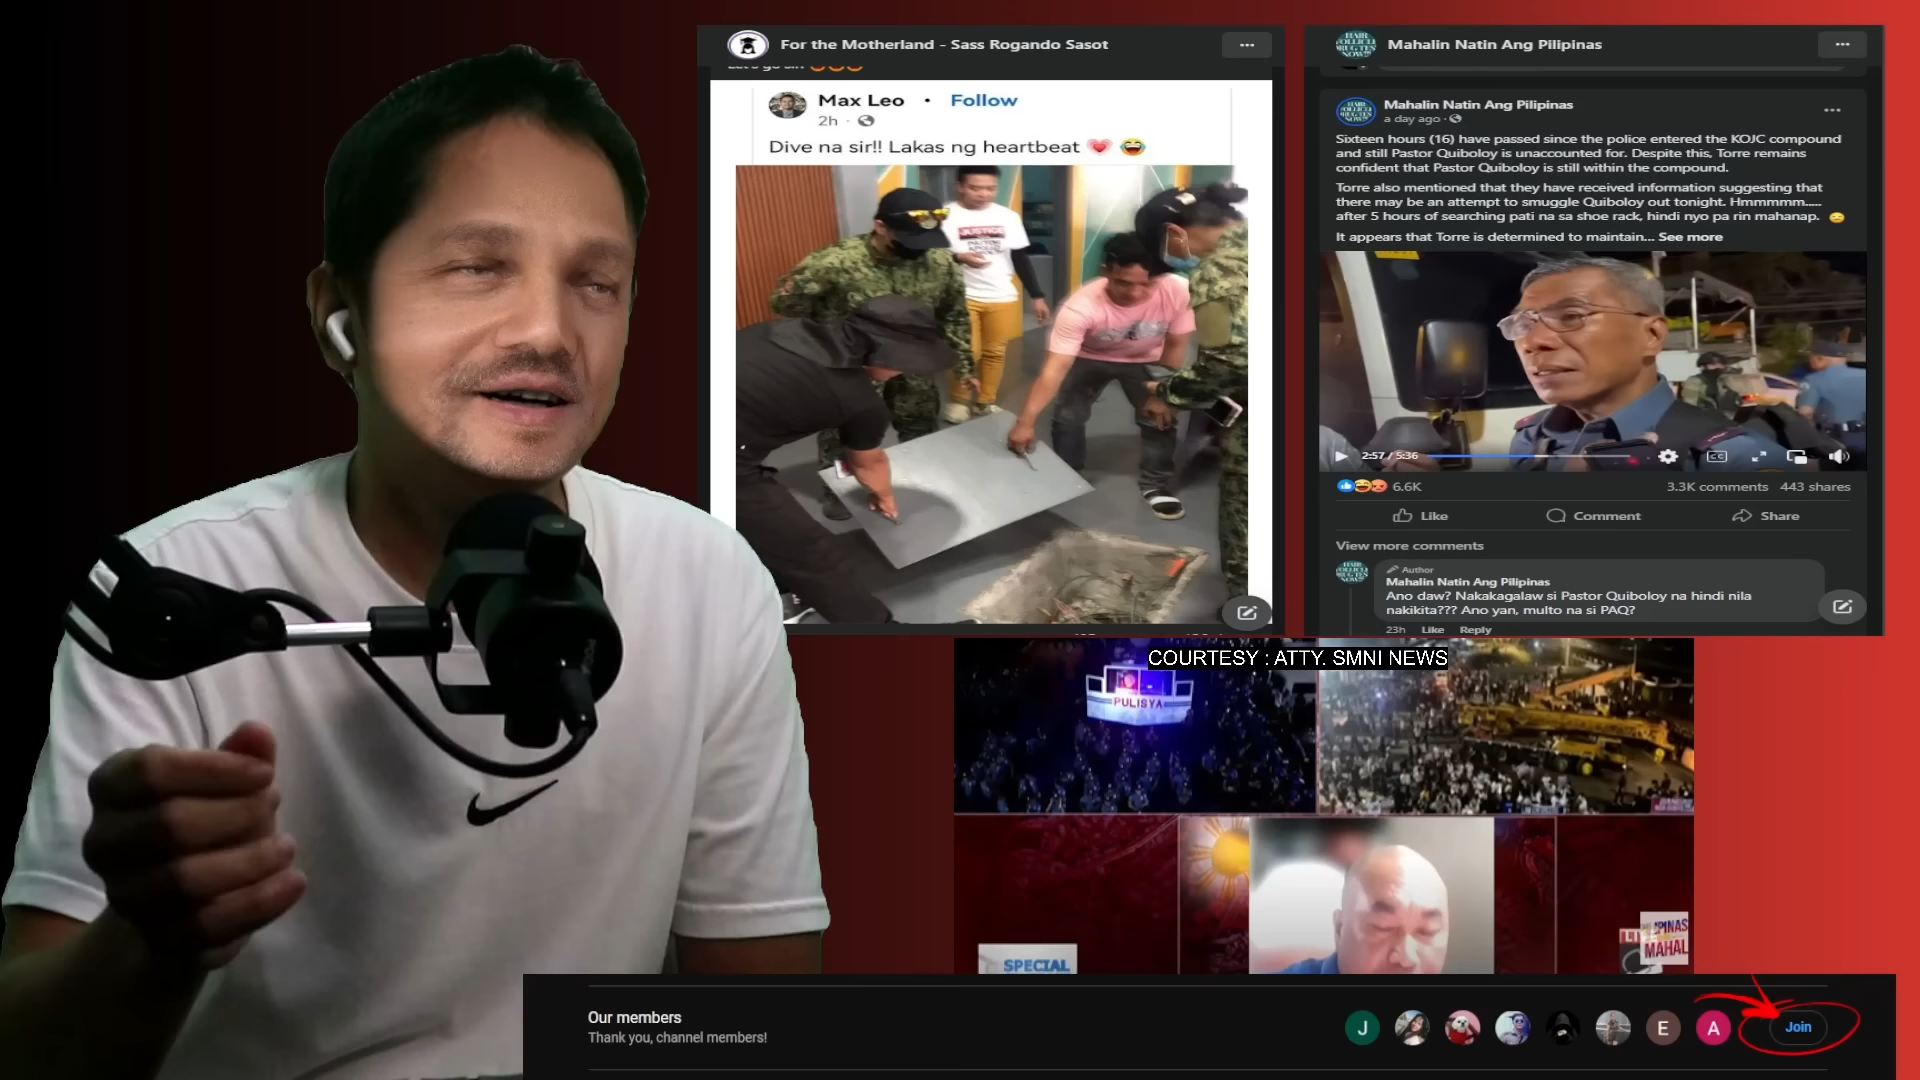 For the Motherland - Sass Rogando Sasot
Max Leo • Follow
2h
Dive na sir!! Lakas ng heartbeat
JUSTICE
Mahalin Natin Ang Pilipinas
Mahalin Natin Ang Pilipinas
a day ago
Sixteen hours (16) have passed since the police entered the KOJC compound
and still Pastor Quiboloy is unaccounted for. Despite this, Torre remains
confident that Pastor Quiboloy is still within the compound.
Torre also mentioned that they have received information suggesting that
there may be an attempt to smuggle Quiboloy out tonight. Hmmmmm.....
after 5 hours of searching pati na sa shoe rack, hindi nyo pa rin mahanap.
It appears that Torre is determined to maintain... See more
2:57 / 5:36
6.6K 3.3K comments 443 shares
Like Comment Share
View more comments
Author
Mahalin Natin Ang Pilipinas
Ano daw? Nakakagalaw si Pastor Quiboloy na hindi nila
nakikita??? Ano yan, multo na si PAQ?
23h Like Reply
COURTESY : ATTY. SMNI NEWS
PULISYA
SPECIAL
PILIPINAS
MAHAL
Our members
Thank you, channel members!
J
E
A
Join